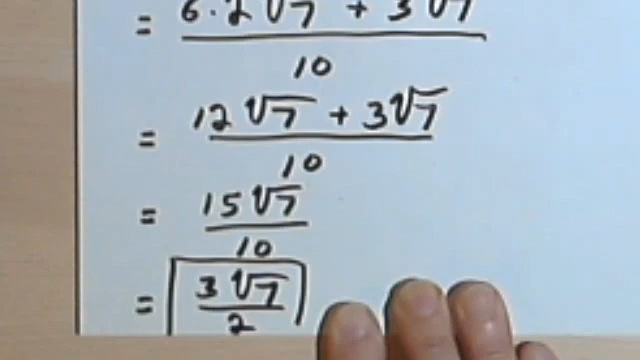 = (6·2√7 + 3√7)/10
= (12√7 + 3√7)/10
= 15√7/10
= 3√7/2